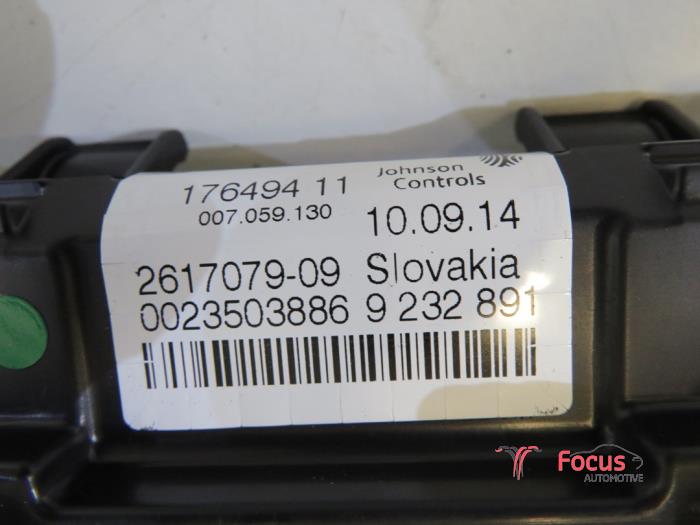 176494 11
Johnson
Controls
007.059.130
10.09.14
2617079-09 Slovakia
0023503886 9 232 891
Focus
AUTOMOTIVE